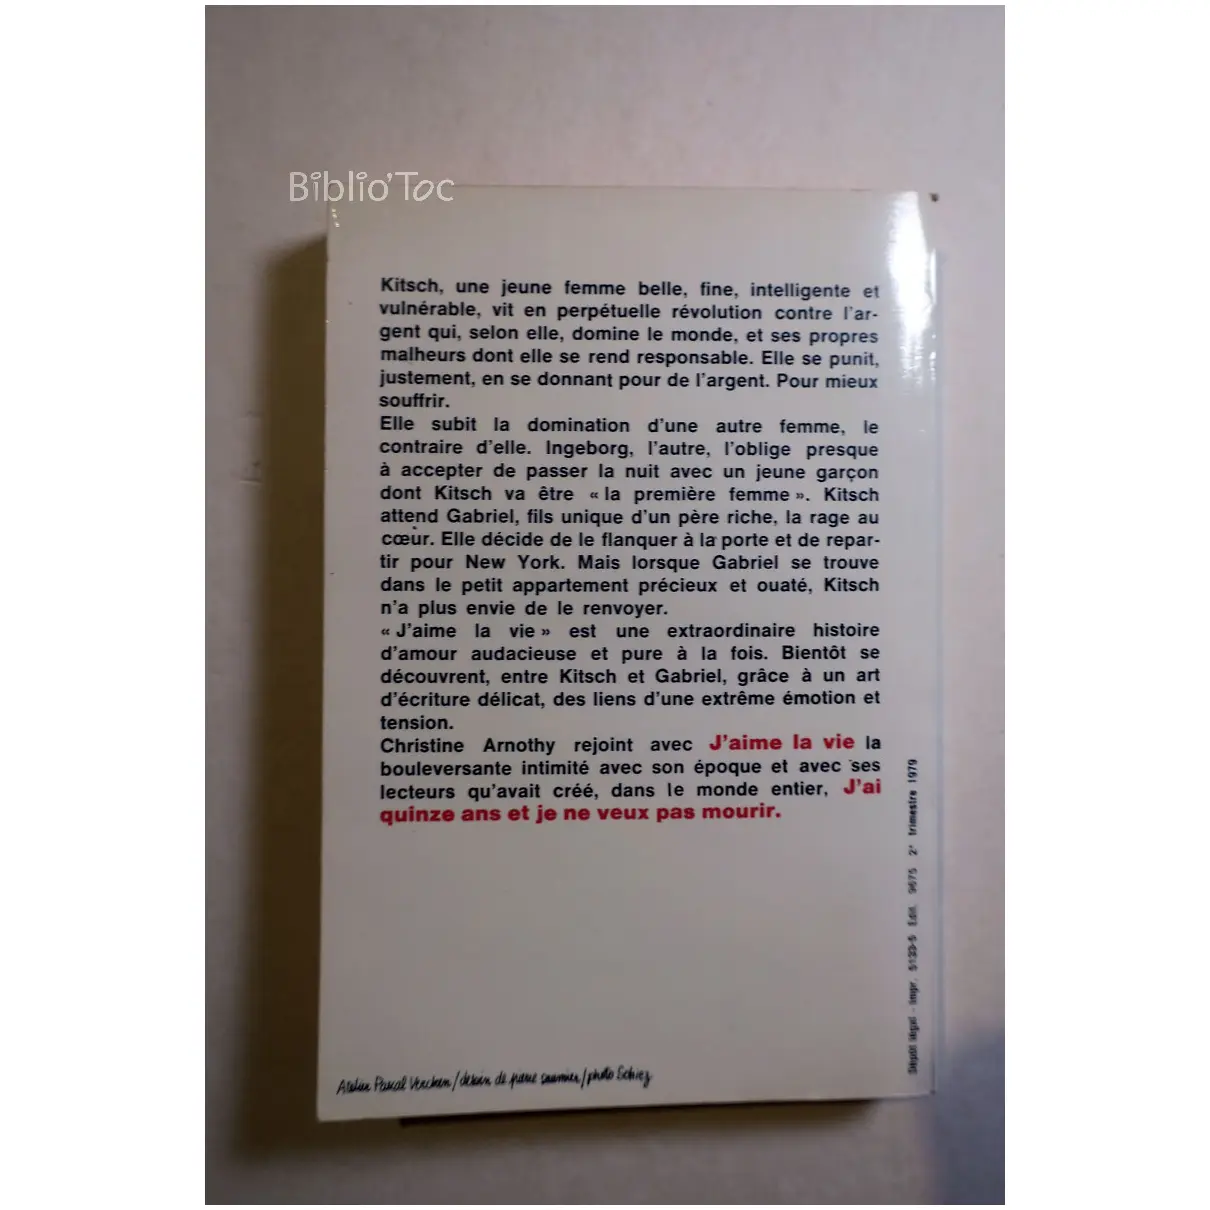 Biblio'Toc
Kitsch, une jeune femme belle, fine, intelligente et
vulnérable, vit en perpétuelle révolution contre l'ar-
gent qui, selon elle, domine le monde, et ses propres
malheurs dont elle se rend responsable. Elle se punit,
justement, en se donnant pour de l'argent. Pour mieux
souffrir.
Elle subit la domination d'une autre femme, le
contraire d'elle. Ingeborg, l'autre, l'oblige presque
à accepter de passer la nuit avec un jeune garçon
dont Kitsch va être « la première femme ». Kitsch
attend Gabriel, fils unique d'un père riche, la rage au
cœur. Elle décide de le flanquer à la porte et de repar-
tir pour New York. Mais lorsque Gabriel se trouve
dans le petit appartement précieux et ouaté, Kitsch
n'a plus envie de le renvoyer.
« J'aime la vie » est une extraordinaire histoire
d'amour audacieuse et pure à la fois. Bientôt se
découvrent, entre Kitsch et Gabriel, grâce à un art
d'écriture délicat, des liens d'une extrême émotion et
tension.
Christine Arnothy rejoint avec J'aime la vie la
bouleversante intimité avec son époque et avec ses
lecteurs qu'avait créé, dans le monde entier, J'ai
quinze ans et je ne veux pas mourir.
Dépôt légal - Impr. 5133-5 Edit. 9675 2e trimestre 1979
Atelier Pascal Vercken / dessin de / photo